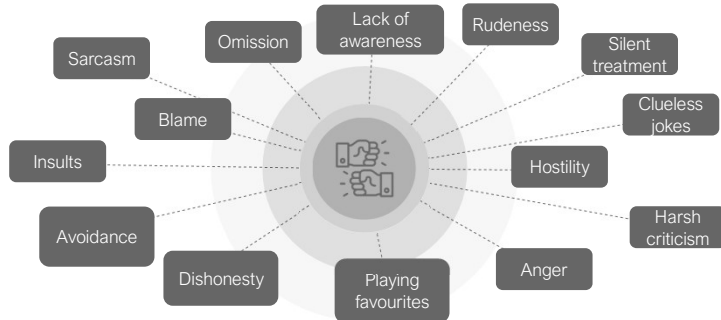 Lack of
awareness
Rudeness
Omission
Silent
treatment
Sarcasm
Clueless
jokes
Blame
Insults
Hostility
Harsh
criticism
Avoidance
Dishonesty
Playing
favourites
Anger